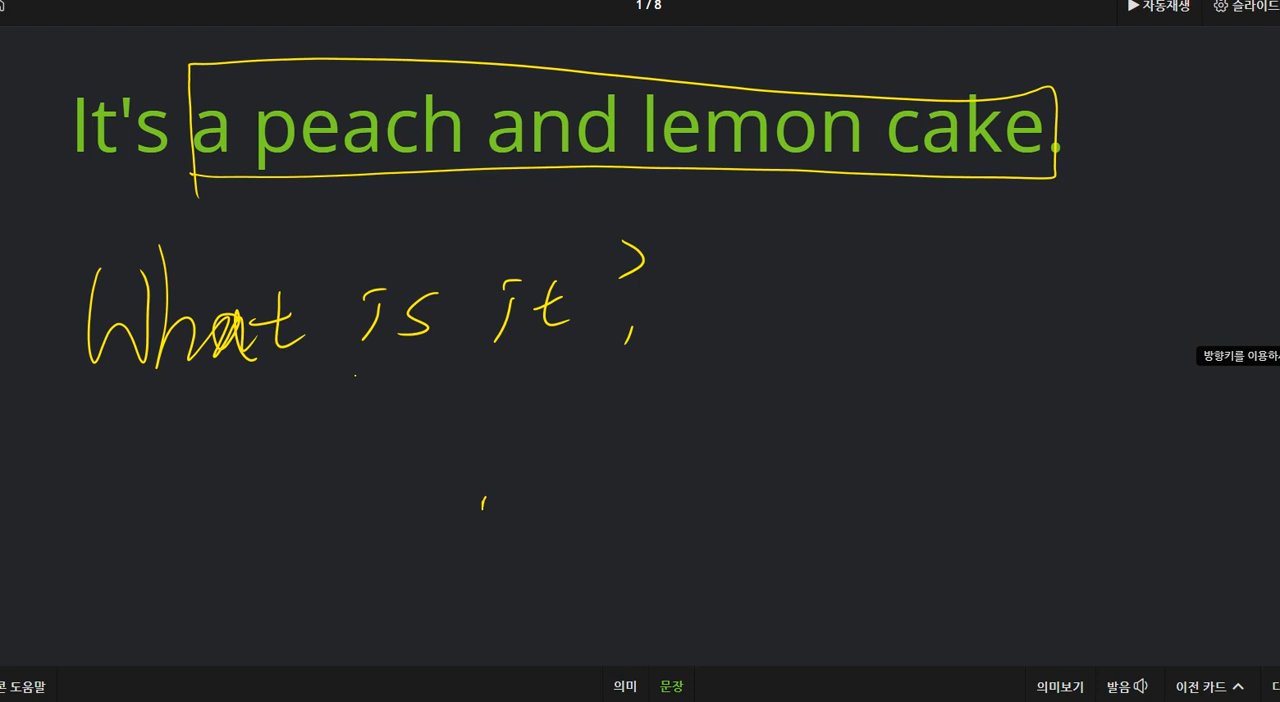 1 / 8
▶ 자동재생
슬라이드
It's a peach and lemon cake.
What is it ?
방향키를 이용하
도움말
의미
문장
의미보기
발음
이전 카드